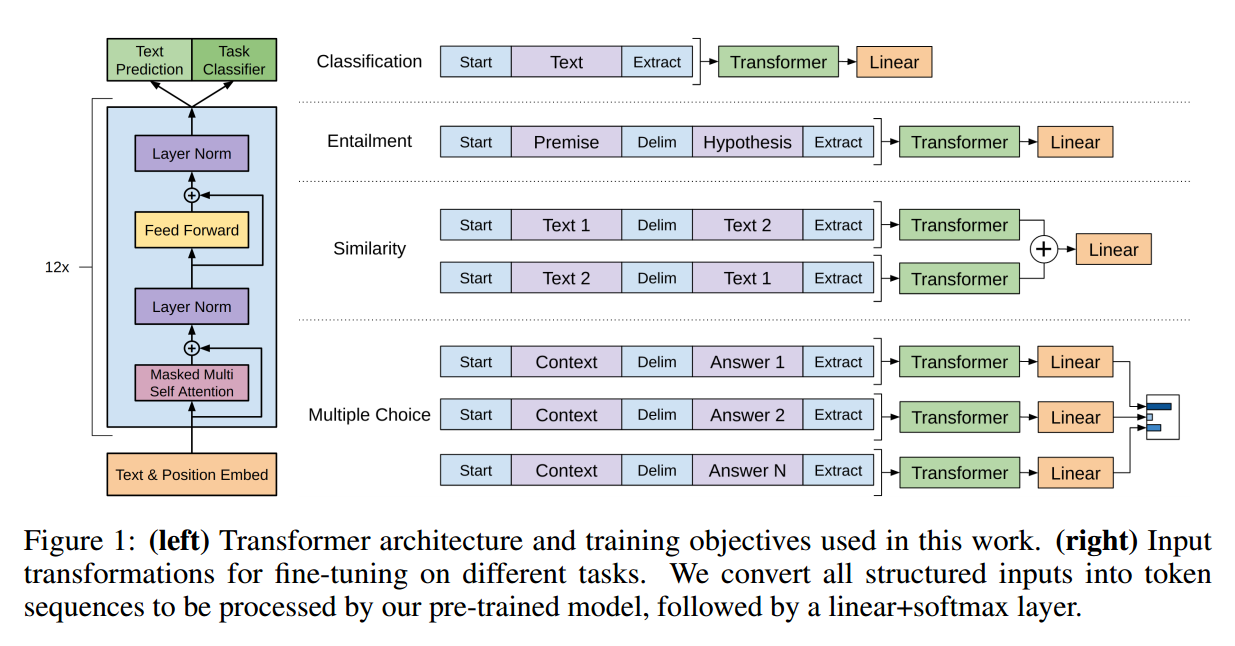 Text
Prediction
Task
Classifier
12x
Layer Norm
+
Feed Forward
Layer Norm
+
Masked Multi
Self Attention
Text & Position Embed
Classification
Start Text Extract Transformer Linear
Entailment
Start Premise Delim Hypothesis Extract Transformer Linear
Similarity
Start Text 1 Delim Text 2 Extract Transformer
Start Text 2 Delim Text 1 Extract Transformer
+ Linear
Multiple Choice
Start Context Delim Answer 1 Extract Transformer Linear
Start Context Delim Answer 2 Extract Transformer Linear
Start Context Delim Answer N Extract Transformer Linear
Figure 1: (left) Transformer architecture and training objectives used in this work. (right) Input
transformations for fine-tuning on different tasks. We convert all structured inputs into token
sequences to be processed by our pre-trained model, followed by a linear+softmax layer.